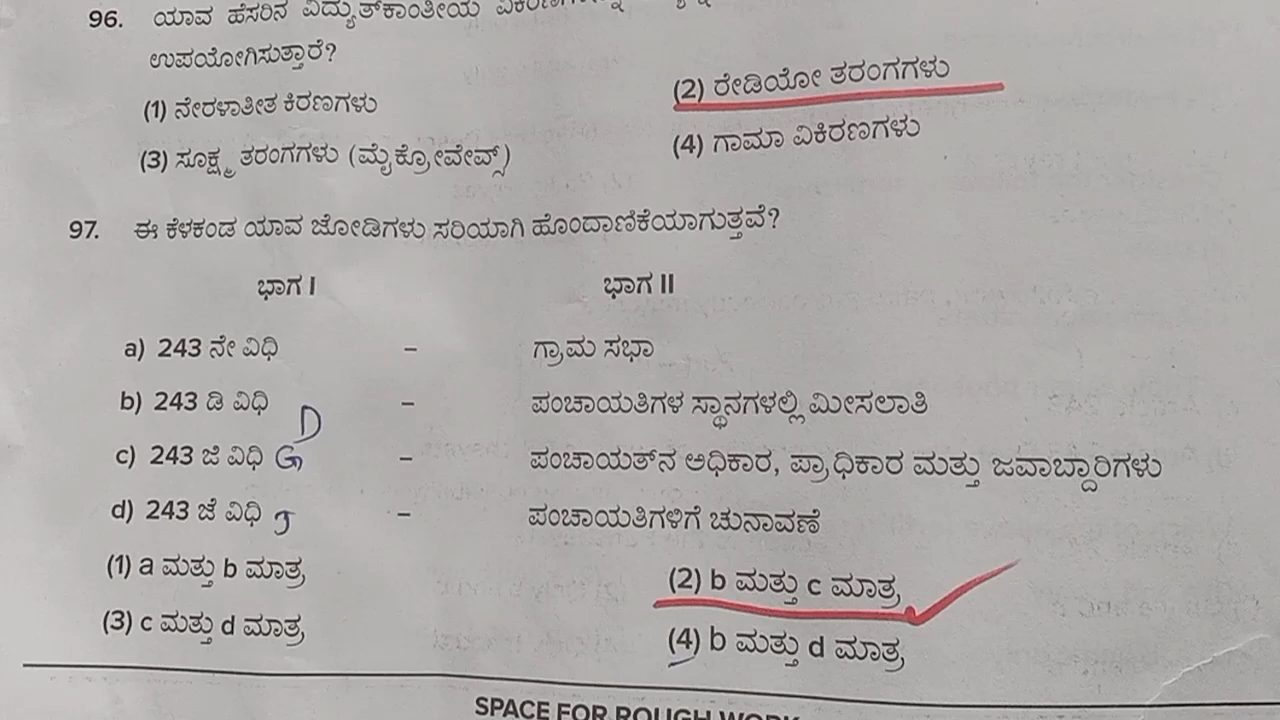 96. ಯಾವ ಹೆಸರಿನ ವಿದ್ಯುತ್‌ಕಾಂತೀಯ
ಉಪಯೋಗಿಸುತ್ತಾರೆ?
(1) ನೇರಳಾತೀತ ಕಿರಣಗಳು (2) ರೇಡಿಯೋ ತರಂಗಗಳು
(3) ಸೂಕ್ಷ್ಮ ತರಂಗಗಳು (ಮೈಕ್ರೋವೇವ್ಸ್) (4) ಗಾಮಾ ವಿಕಿರಣಗಳು
97. ಈ ಕೆಳಕಂಡ ಯಾವ ಜೋಡಿಗಳು ಸರಿಯಾಗಿ ಹೊಂದಾಣಿಕೆಯಾಗುತ್ತವೆ?
ಭಾಗ I ಭಾಗ II
a) 243 ನೇ ವಿಧಿ – ಗ್ರಾಮ ಸಭಾ
b) 243 ಡಿ ವಿಧಿ D – ಪಂಚಾಯತಿಗಳ ಸ್ಥಾನಗಳಲ್ಲಿ ಮೀಸಲಾತಿ
c) 243 ಜಿ ವಿಧಿ G – ಪಂಚಾಯತ್‌ನ ಅಧಿಕಾರ, ಪ್ರಾಧಿಕಾರ ಮತ್ತು ಜವಾಬ್ದಾರಿಗಳು
d) 243 ಜೆ ವಿಧಿ J – ಪಂಚಾಯತಿಗಳಿಗೆ ಚುನಾವಣೆ
(1) a ಮತ್ತು b ಮಾತ್ರ (2) b ಮತ್ತು c ಮಾತ್ರ
(3) c ಮತ್ತು d ಮಾತ್ರ (4) b ಮತ್ತು d ಮಾತ್ರ
SPACE FOR ROUGH WORK